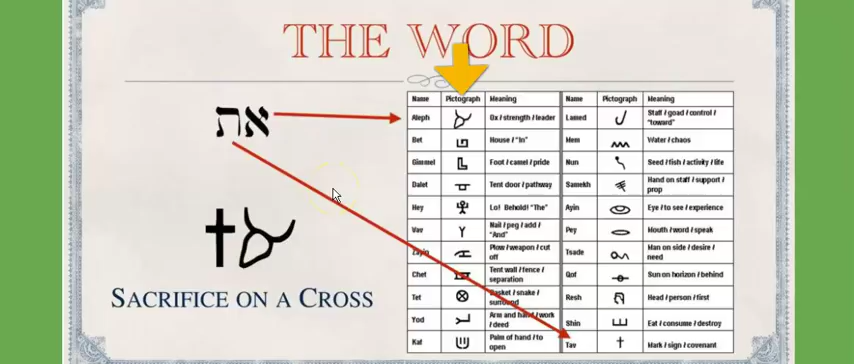 THE WORD
את
SACRIFICE ON A CROSS
Name Pictograph Meaning Name Pictograph Meaning
Aleph Ox / strength / leader Lamed Staff / goad / control / "toward"
Bet House / "In" Mem Water / chaos
Gimmel Foot / camel / pride Nun Seed / fish / activity / life
Dalet Tent door / pathway Samekh Hand on staff / support / prop
Hey Lo! Behold! "The" Ayin Eye / to see / experience
Vav Nail / peg / add / "And" Pey Mouth / word / speak
Zayin Plow / weapon / cut off Tsade Man on side / desire / need
Chet Tent wall / fence / separation Qof Sun on horizon / behind
Tet Basket / snake / surround Resh Head / person / first
Yod Arm and hand / work / deed Shin Eat / consume / destroy
Kaf Palm of hand / to open Tav Mark / sign / covenant